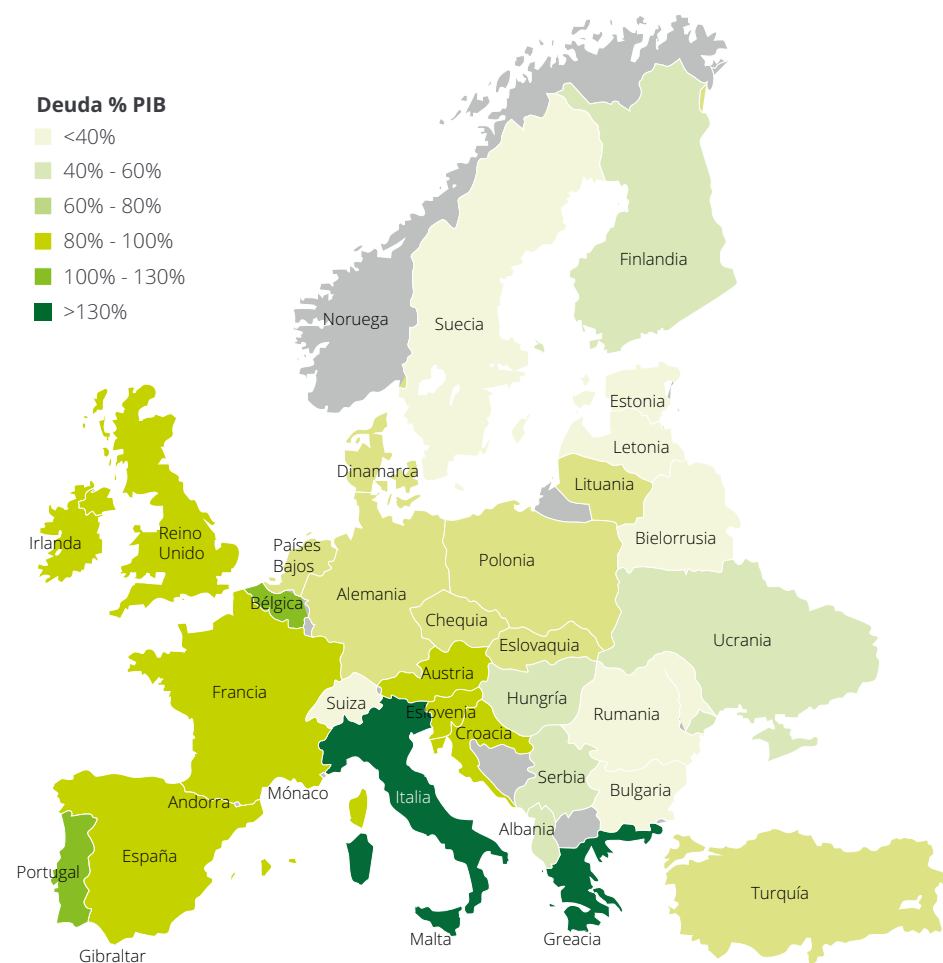 Deuda % PIB
<40%
40% - 60%
60% - 80%
80% - 100%
100% - 130%
>130%
Finlandia
Noruega
Suecia
Estonia
Letonia
Dinamarca
Lituania
Irlanda
Reino
Unido
Países
Bajos
Bielorrusia
Polonia
Alemania
Bélgica
Chequia
Ucrania
Eslovaquia
Austria
Francia
Hungría
Suiza
Eslovenia
Rumania
Croacia
Serbia
Bulgaria
Mónaco
Italia
Andorra
Albania
España
Portugal
Turquía
Malta
Greacia
Gibraltar